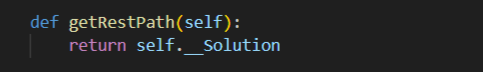 def getRestPath(self):
    return self.__Solution